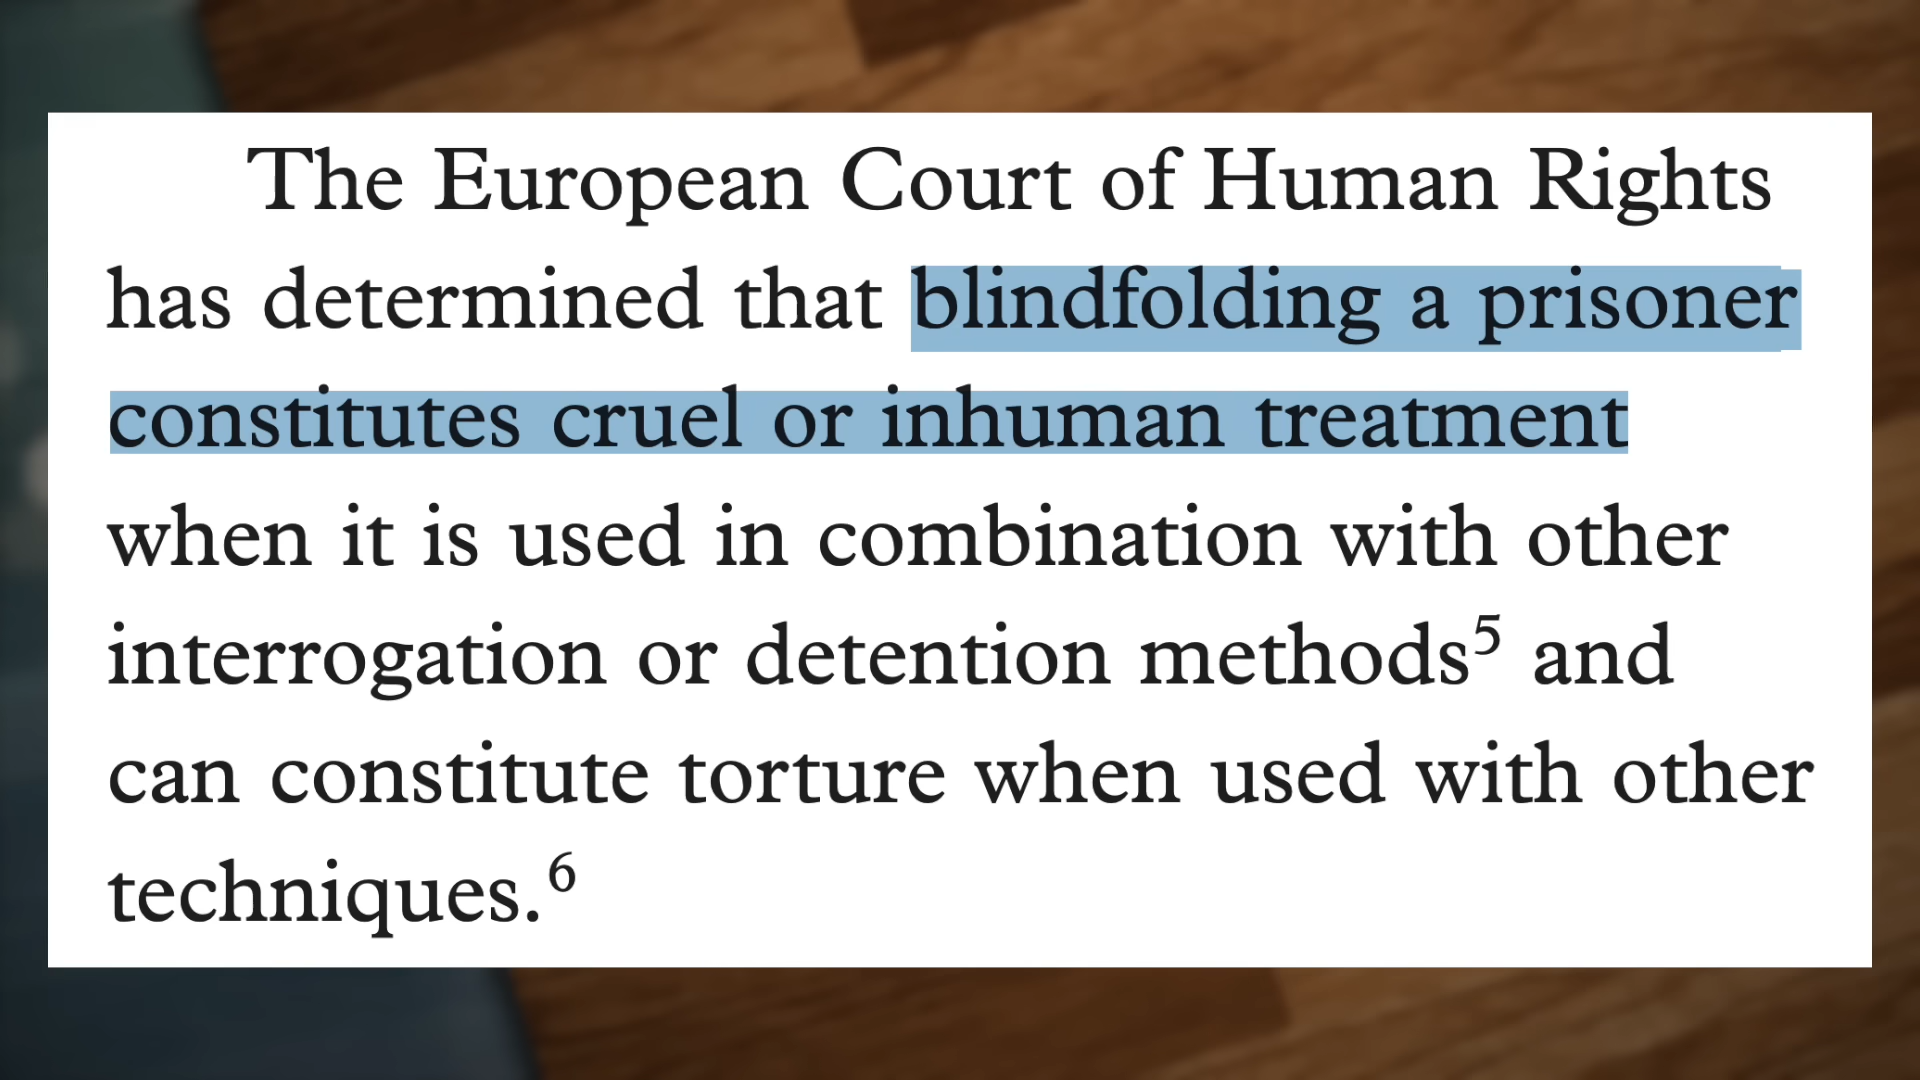 The European Court of Human Rights
has determined that blindfolding a prisoner
constitutes cruel or inhuman treatment
when it is used in combination with other
interrogation or detention methods⁵ and
can constitute torture when used with other
techniques.⁶